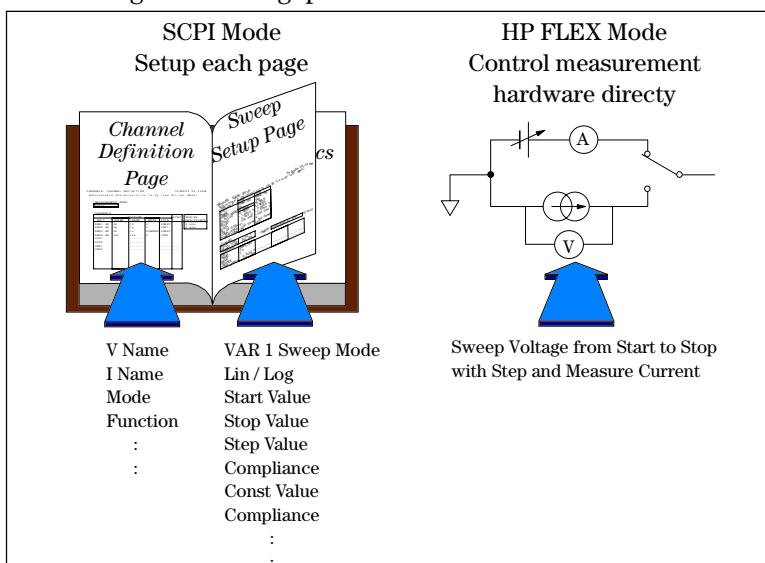 SCPI Mode
Setup each page
Channel
Definition
Page
Sweep
Setup Page
cs
V Name
I Name
Mode
Function
:
:
VAR 1 Sweep Mode
Lin / Log
Start Value
Stop Value
Step Value
Compliance
Const Value
Compliance
:
:
HP FLEX Mode
Control measurement
hardware directy
A
V
Sweep Voltage from Start to Stop
with Step and Measure Current